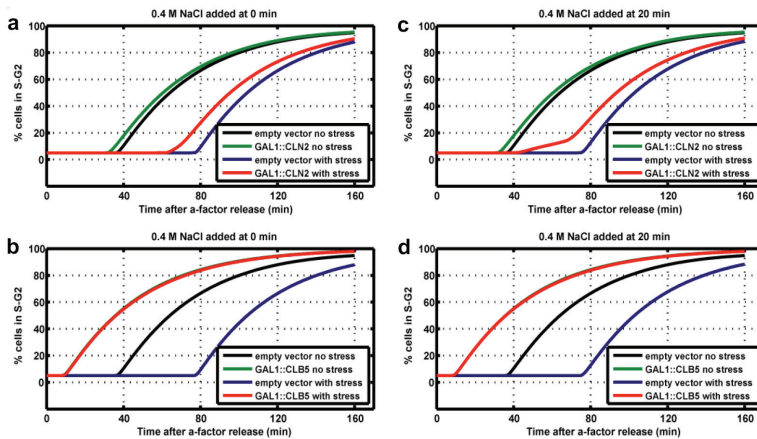 a
0.4 M NaCl added at 0 min
% cells in S-G2
100
80
60
40
20
0
empty vector no stress
GAL1::CLN2 no stress
empty vector with stress
GAL1::CLN2 with stress
0 40 80 120 160
Time after a-factor release (min)
c
0.4 M NaCl added at 20 min
% cells in S-G2
100
80
60
40
20
0
empty vector no stress
GAL1::CLN2 no stress
empty vector with stress
GAL1::CLN2 with stress
0 40 80 120 160
Time after a-factor release (min)
b
0.4 M NaCl added at 0 min
% cells in S-G2
100
80
60
40
20
0
empty vector no stress
GAL1::CLB5 no stress
empty vector with stress
GAL1::CLB5 with stress
0 40 80 120 160
Time after a-factor release (min)
d
0.4 M NaCl added at 20 min
% cells in S-G2
100
80
60
40
20
0
empty vector no stress
GAL1::CLB5 no stress
empty vector with stress
GAL1::CLB5 with stress
0 40 80 120 160
Time after a-factor release (min)